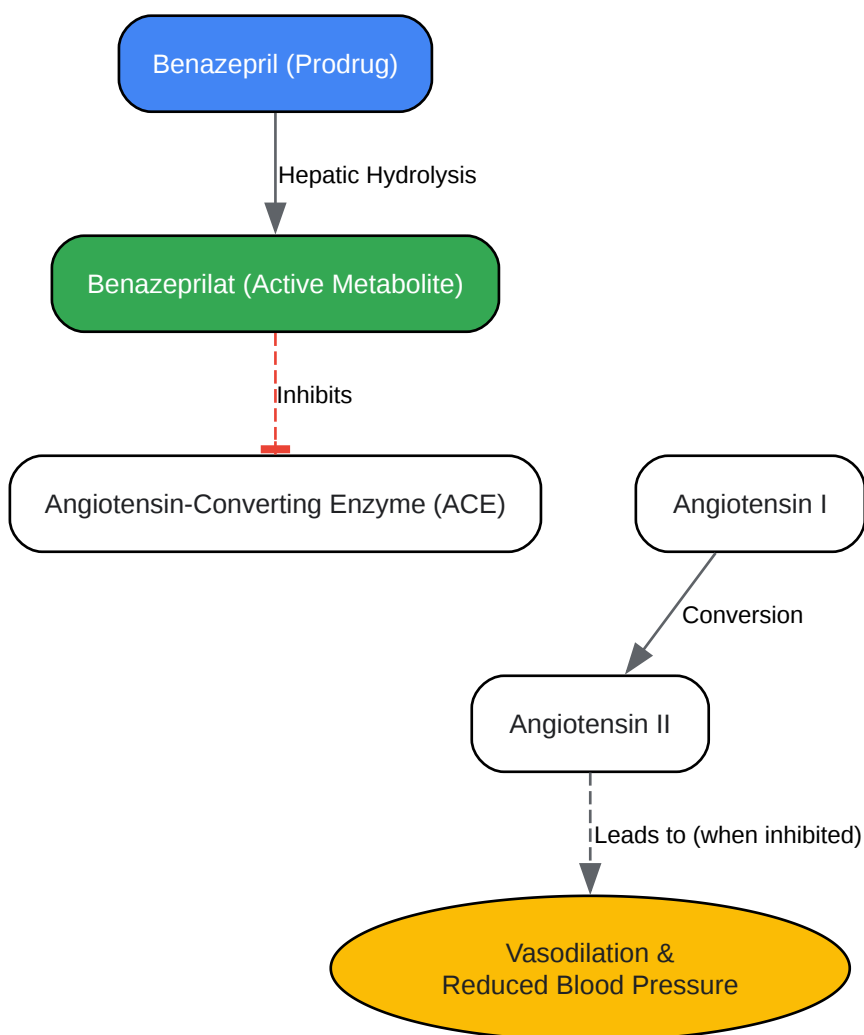 Benazepril (Prodrug)
Hepatic Hydrolysis
Benazeprilat (Active Metabolite)
Inhibits
Angiotensin-Converting Enzyme (ACE)
Angiotensin I
Conversion
Angiotensin II
Leads to (when inhibited)
Vasodilation &
Reduced Blood Pressure